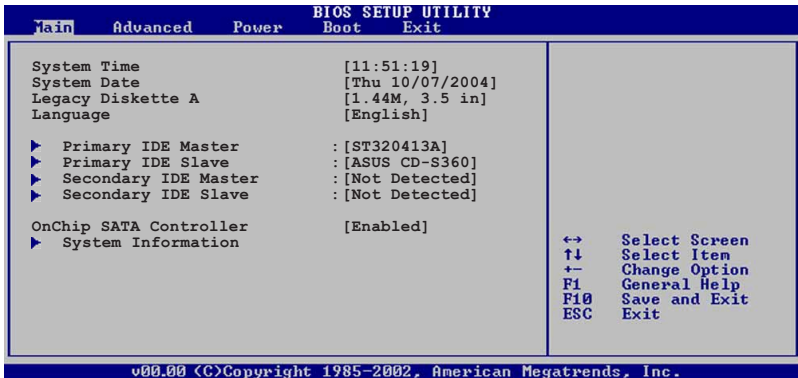 BIOS SETUP UTILITY
Main Advanced Power Boot Exit
System Time [11:51:19]
System Date [Thu 10/07/2004]
Legacy Diskette A [1.44M, 3.5 in]
Language [English]
Primary IDE Master :[ST320413A]
Primary IDE Slave :[ASUS CD-S360]
Secondary IDE Master :[Not Detected]
Secondary IDE Slave :[Not Detected]
OnChip SATA Controller [Enabled]
System Information
←→ Select Screen
↑↓ Select Item
+- Change Option
F1 General Help
F10 Save and Exit
ESC Exit
v00.00 (C)Copyright 1985-2002, American Megatrends, Inc.